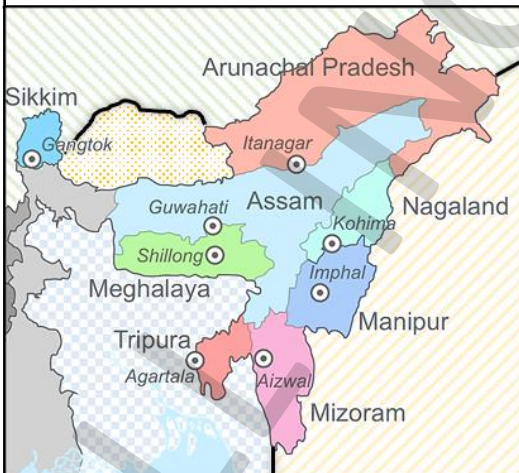 Arunachal Pradesh
Sikkim
Gangtok
Itanagar
Guwahati
Assam
Nagaland
Kohima
Shillong
Imphal
Meghalaya
Manipur
Tripura
Agartala
Aizwal
Mizoram